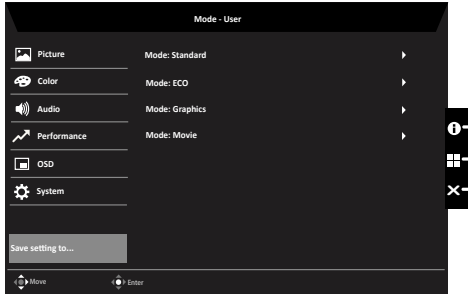 Mode - User
Picture
Color
Audio
Performance
OSD
System
Save setting to...
Mode: Standard
Mode: ECO
Mode: Graphics
Mode: Movie
Move
Enter